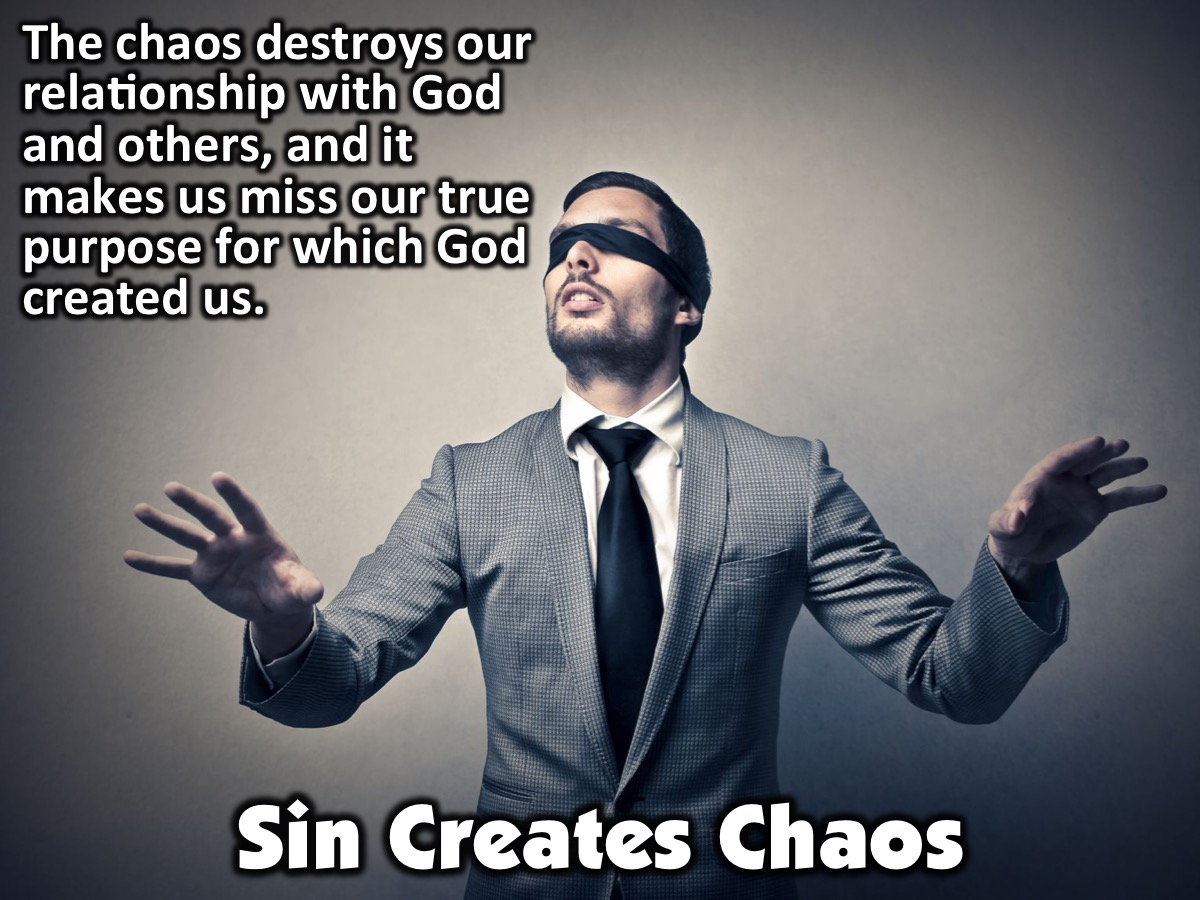 The chaos destroys our
relationship with God
and others, and it
makes us miss our true
purpose for which God
created us.
Sin Creates Chaos